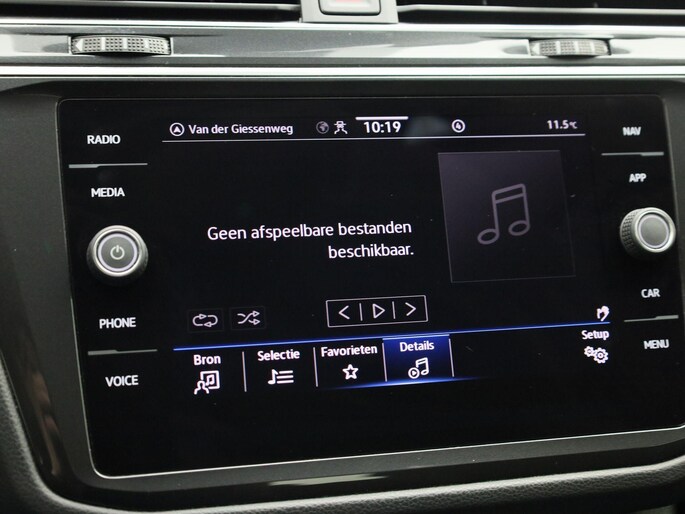 RADIO
MEDIA
PHONE
VOICE
Van der Giessenweg
10:19
4
11.5°C
Geen afspeelbare bestanden
beschikbaar.
Bron
Selectie
Favorieten
Details
Setup
NAV
APP
CAR
MENU